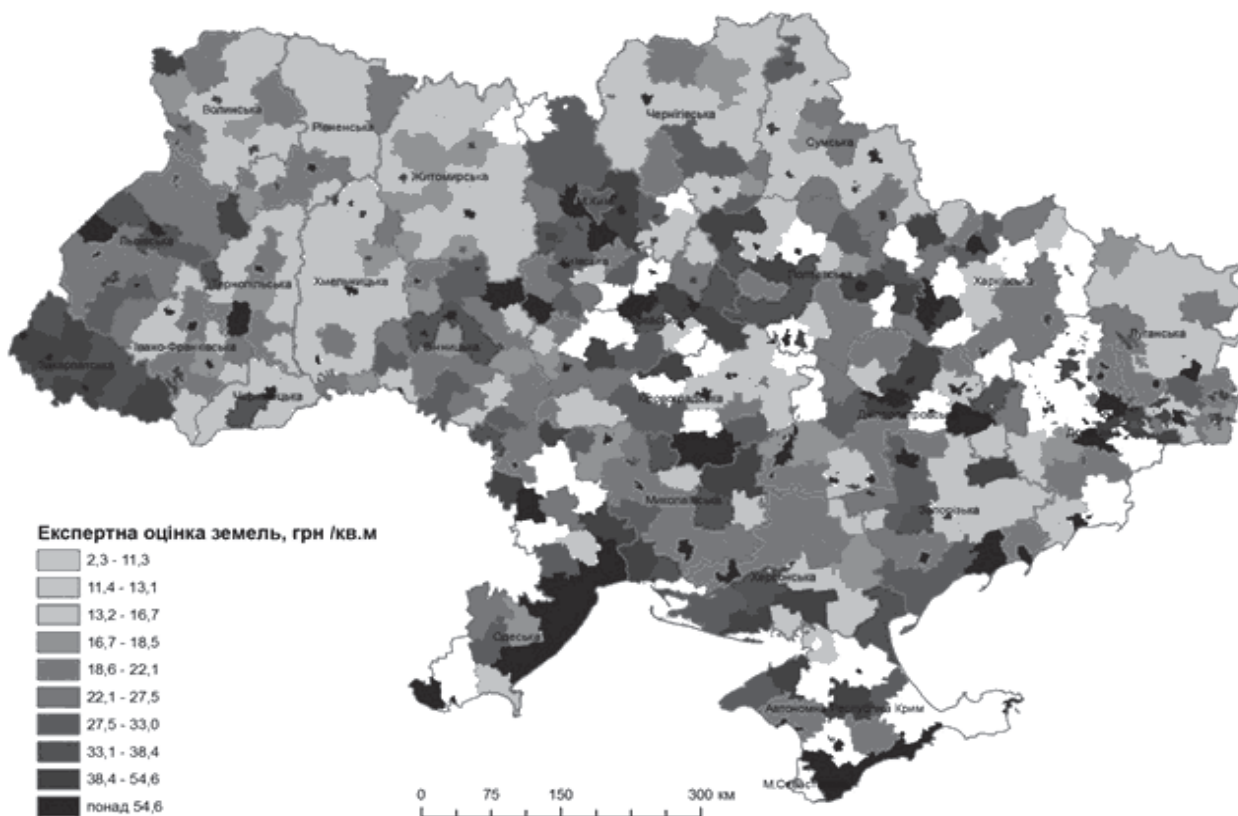 Волинська
Рівненська
Житомирська
Чернігівська
Сумська
М.Київ
Київська
Львівська
Тернопільська
Хмельницька
Вінницька
Полтавська
Харківська
Луганська
Івано-Франківська
Закарпатська
Чернівецька
Кіровоградська
Дніпропетровська
Миколаївська
Запорізька
Херсонська
Одеська
Автономна Республіка Крим
Експертна оцінка земель, грн /кв.м
2,3 - 11,3
11,4 - 13,1
13,2 - 16,7
16,7 - 18,5
18,6 - 22,1
22,1 - 27,5
27,5 - 33,0
33,1 - 38,4
38,4 - 54,6
понад 54,6
0 75 150 300 км